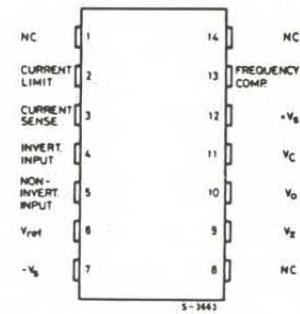 NC 1 14 NC
CURRENT LIMIT 2 13 FREQUENCY COMP.
CURRENT SENSE 3 12 +Vs
INVERT. INPUT 4 11 VC
NON-INVERT. INPUT 5 10 Vo
Vref 6 9 Vz
-Vs 7 8 NC
S-3663